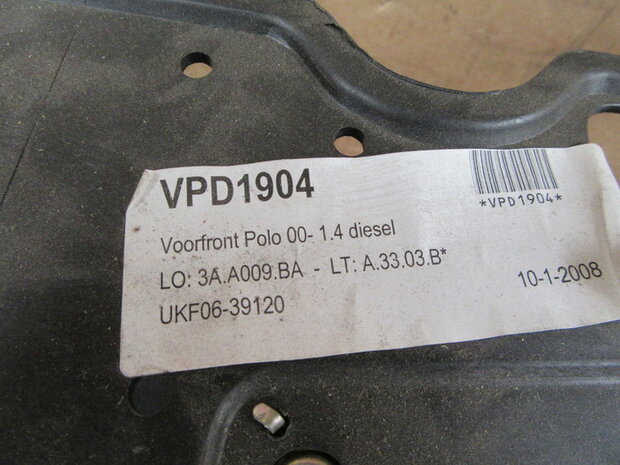 VPD1904
*VPD1904*
Voorfront Polo 00- 1.4 diesel
LO: 3A.A009.BA - LT: A.33.03.B*
10-1-2008
UKF06-39120